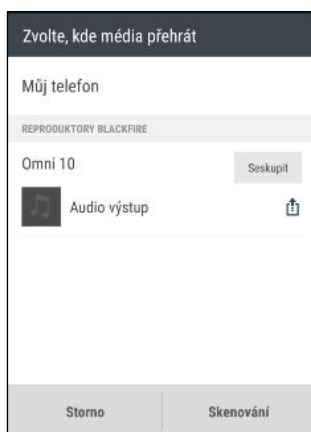 Zvolte, kde média přehrát
Můj telefon
REPRODUKTORY BLACKFIRE
Omni 10
Seskupit
Audio výstup
Storno
Skenování